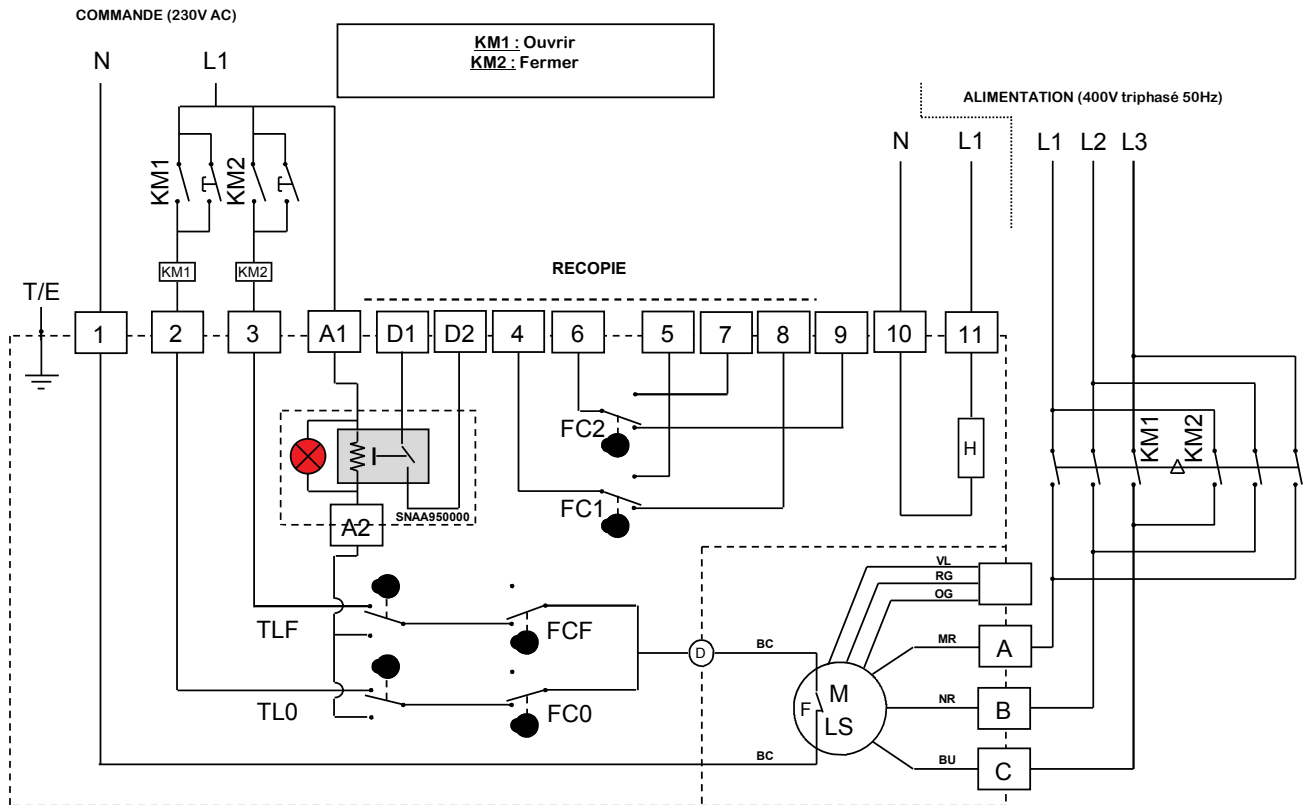 COMMANDE (230V AC)
KM1 : Ouvrir
KM2 : Fermer
ALIMENTATION (400V triphasé 50Hz)
N L1
N L1
L1 L2 L3
KM1
KM2
KM1 KM2
RECOPIE
T/E
1 2 3 A1 D1 D2 4 6 5 7 8 9 10 11
KM1
KM2
FC2
H
FC1
SNAA950000
A2
VL
RG
OG
TLF
FCF
D
BC
MR
A
M
F
LS
NR
B
TL0
FC0
BC
BU
C